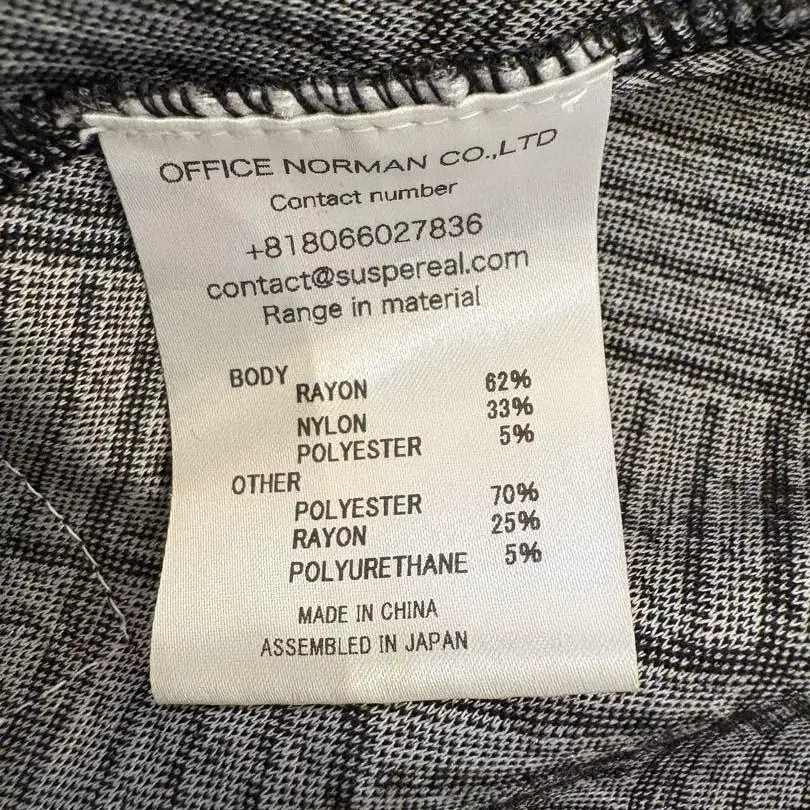 OFFICE NORMAN CO.,LTD
Contact number
+818066027836
contact@suspereal.com
Range in material
BODY
RAYON 62%
NYLON 33%
POLYESTER 5%
OTHER
POLYESTER 70%
RAYON 25%
POLYURETHANE 5%
MADE IN CHINA
ASSEMBLED IN JAPAN